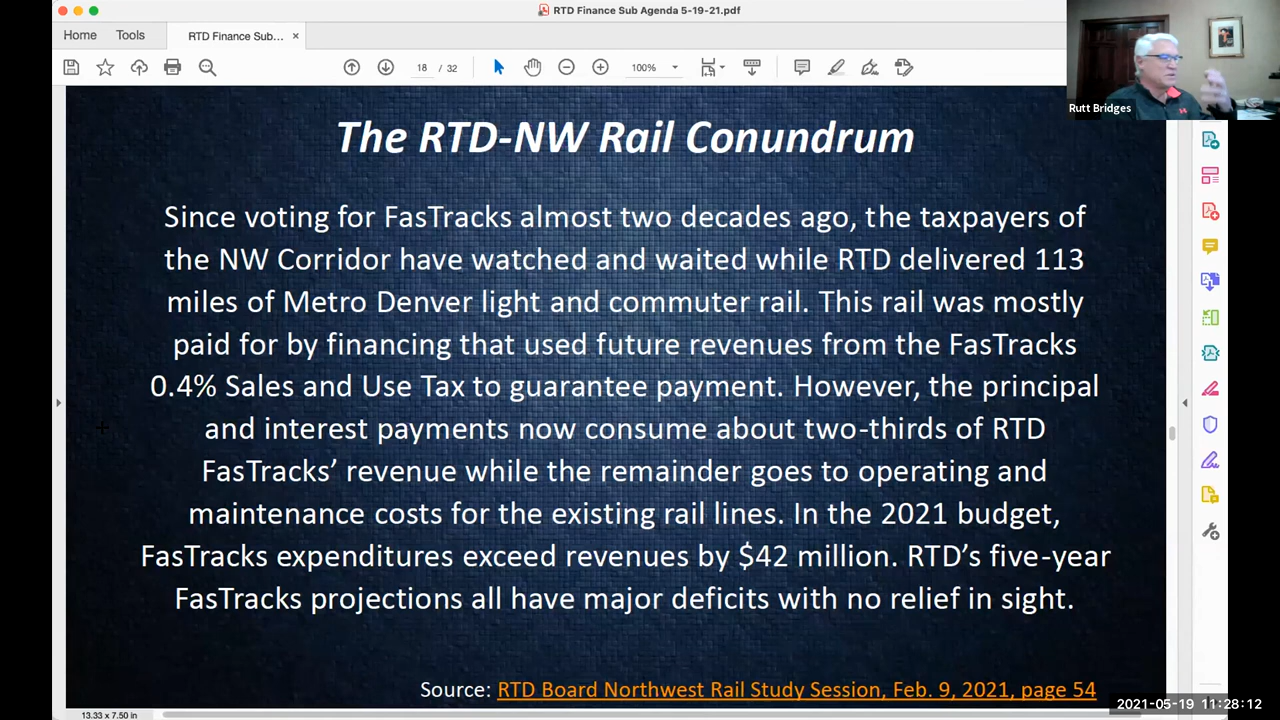 RTD Finance Sub Agenda 5-19-21.pdf
Home Tools RTD Finance Sub... ×
18 / 32 100%
Rutt Bridges
The RTD-NW Rail Conundrum
Since voting for FasTracks almost two decades ago, the taxpayers of
the NW Corridor have watched and waited while RTD delivered 113
miles of Metro Denver light and commuter rail. This rail was mostly
paid for by financing that used future revenues from the FasTracks
0.4% Sales and Use Tax to guarantee payment. However, the principal
and interest payments now consume about two-thirds of RTD
FasTracks’ revenue while the remainder goes to operating and
maintenance costs for the existing rail lines. In the 2021 budget,
FasTracks expenditures exceed revenues by $42 million. RTD’s five-year
FasTracks projections all have major deficits with no relief in sight.
Source: RTD Board Northwest Rail Study Session, Feb. 9, 2021, page 54
13.33 x 7.50 in
2021-05-19 11:28:12